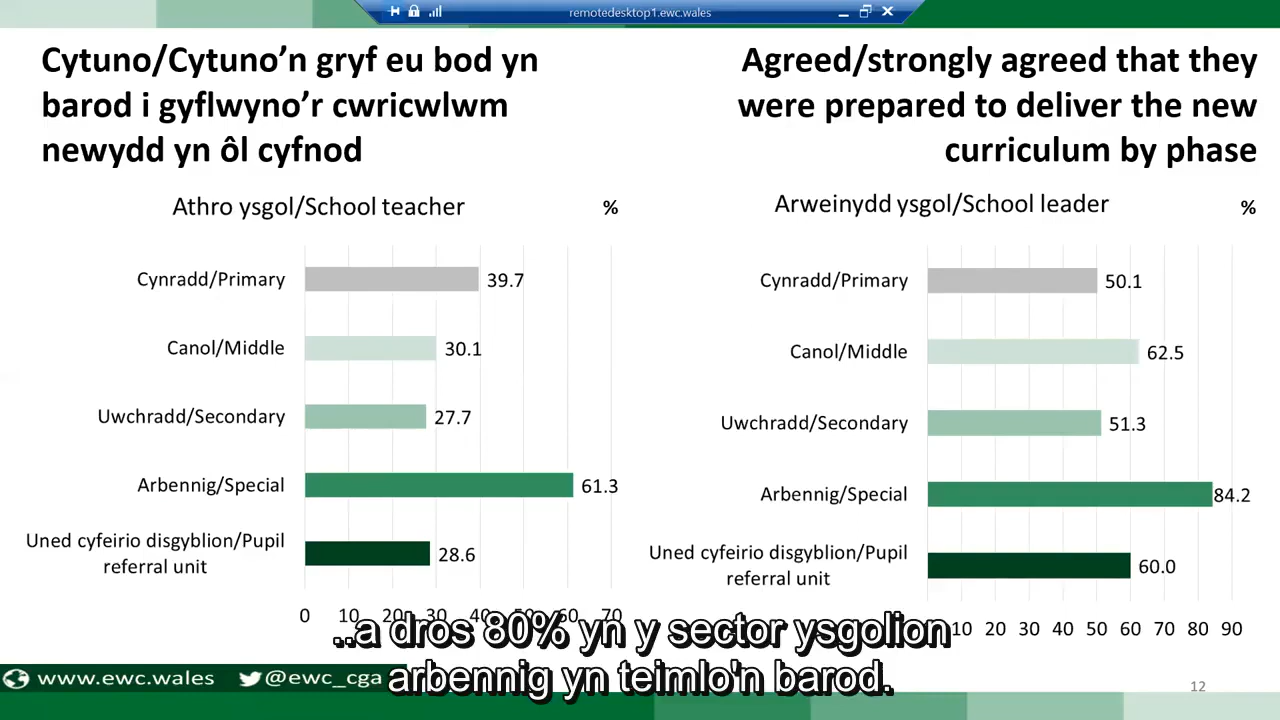 remotedesktop1.ewc.wales
Cytuno/Cytuno’n gryf eu bod yn
barod i gyflwyno’r cwricwlwm
newydd yn ôl cyfnod
Agreed/strongly agreed that they
were prepared to deliver the new
curriculum by phase
Athro ysgol/School teacher
%
Cynradd/Primary
39.7
Canol/Middle
30.1
Uwchradd/Secondary
27.7
Arbennig/Special
61.3
Uned cyfeirio disgyblion/Pupil
referral unit
28.6
0 10 20 30 40 50 60 70
Arweinydd ysgol/School leader
%
Cynradd/Primary
50.1
Canol/Middle
62.5
Uwchradd/Secondary
51.3
Arbennig/Special
84.2
Uned cyfeirio disgyblion/Pupil
referral unit
60.0
10 20 30 40 50 60 70 80 90
..a dros 80% yn y sector ysgolion
arbennig yn teimlo'n barod.
www.ewc.wales @ewc_cga
12